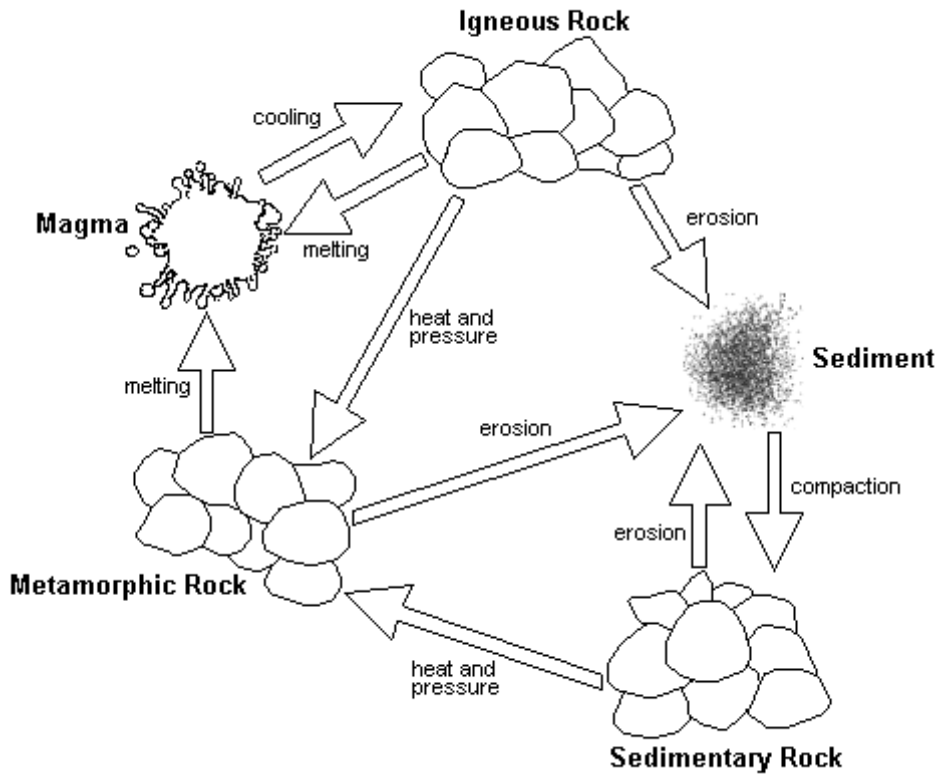 Igneous Rock
cooling
Magma
melting
erosion
heat and
pressure
Sediment
melting
erosion
compaction
erosion
Metamorphic Rock
heat and
pressure
Sedimentary Rock